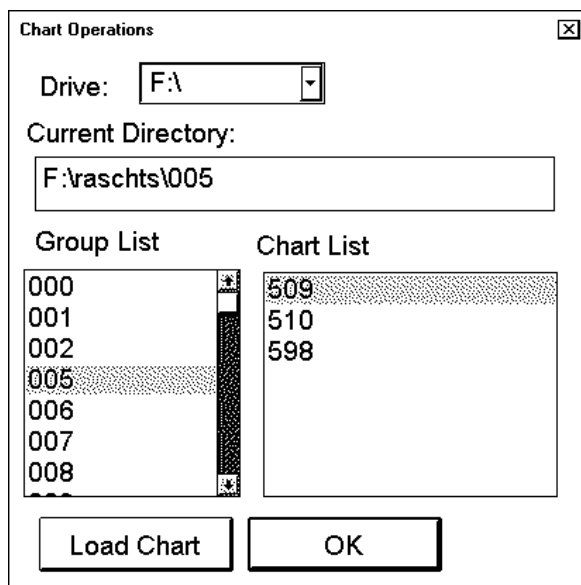 Chart Operations
Drive: F:\
Current Directory:
F:\raschts\005
Group List
Chart List
000
001
002
005
006
007
008
509
510
598
Load Chart
OK